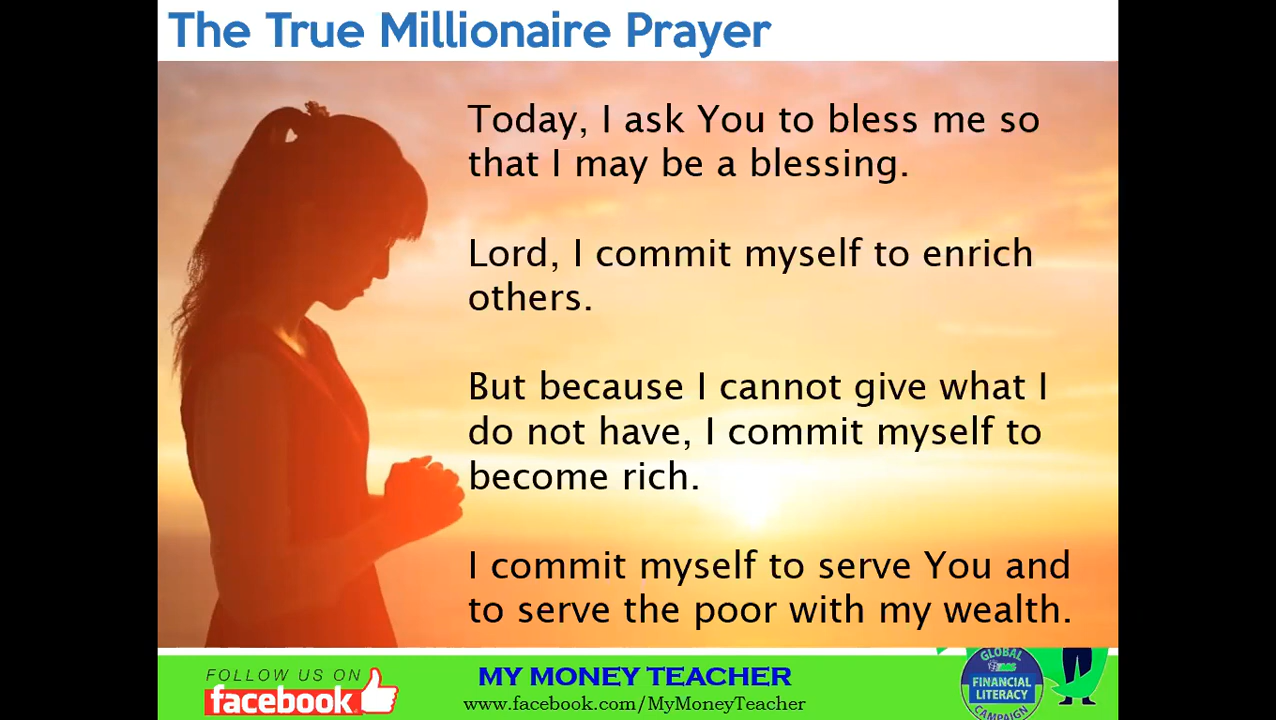 The True Millionaire Prayer
Today, I ask You to bless me so
that I may be a blessing.
Lord, I commit myself to enrich
others.
But because I cannot give what I
do not have, I commit myself to
become rich.
I commit myself to serve You and
to serve the poor with my wealth.
FOLLOW US ON
facebook
MY MONEY TEACHER
www.facebook.com/MyMoneyTeacher
GLOBAL
FINANCIAL
LITERACY
CAMPAIGN